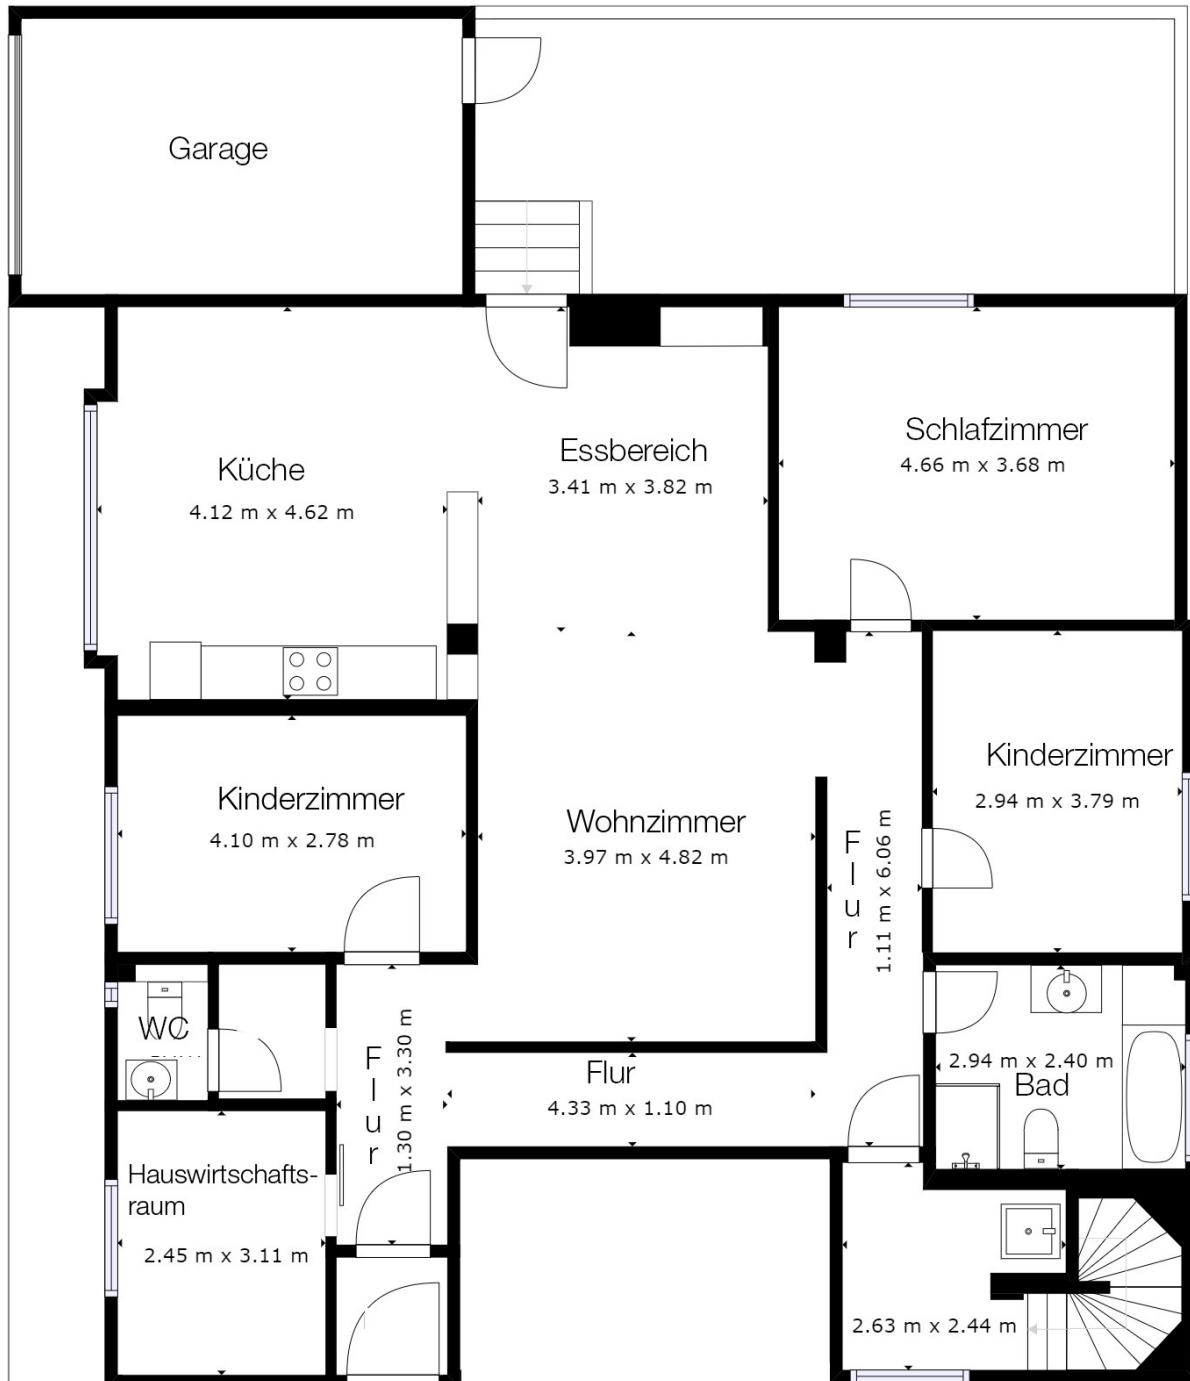 Garage
Küche
4.12 m x 4.62 m
Essbereich
3.41 m x 3.82 m
Schlafzimmer
4.66 m x 3.68 m
Kinderzimmer
4.10 m x 2.78 m
Wohnzimmer
3.97 m x 4.82 m
Flur
1.11 m x 6.06 m
Kinderzimmer
2.94 m x 3.79 m
WC
Flur
1.30 m x 3.30 m
Flur
4.33 m x 1.10 m
2.94 m x 2.40 m
Bad
Hauswirtschafts-
raum
2.45 m x 3.11 m
2.63 m x 2.44 m